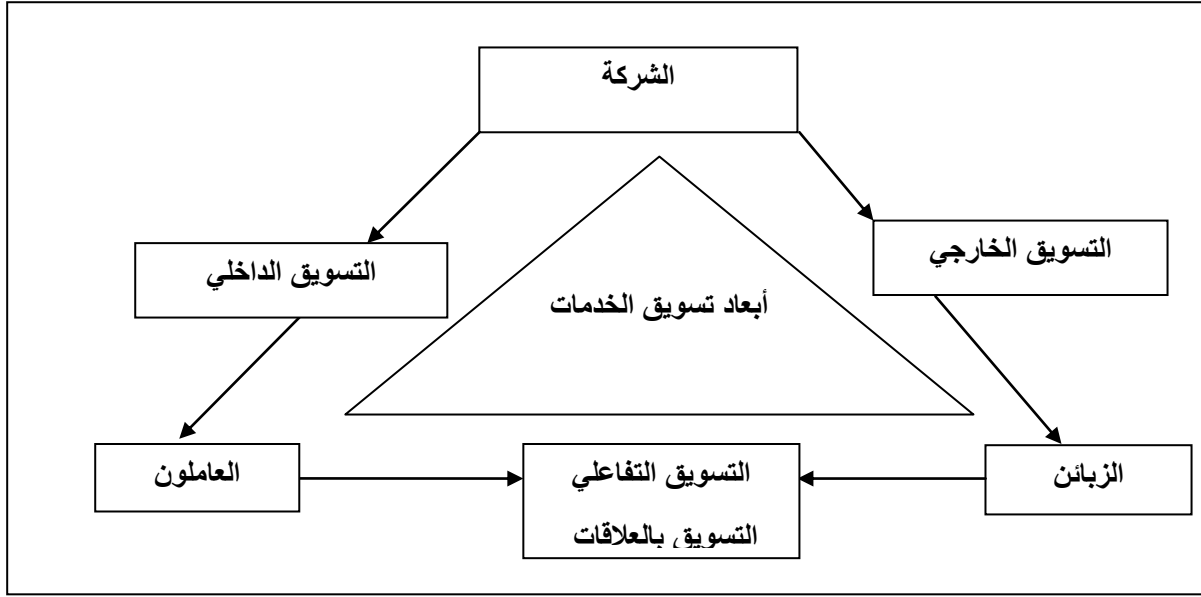 الشركة
التسويق الخارجي
التسويق الداخلي
أبعاد تسويق الخدمات
الزبائن
التسويق التفاعلي
التسويق بالعلاقات
العاملون